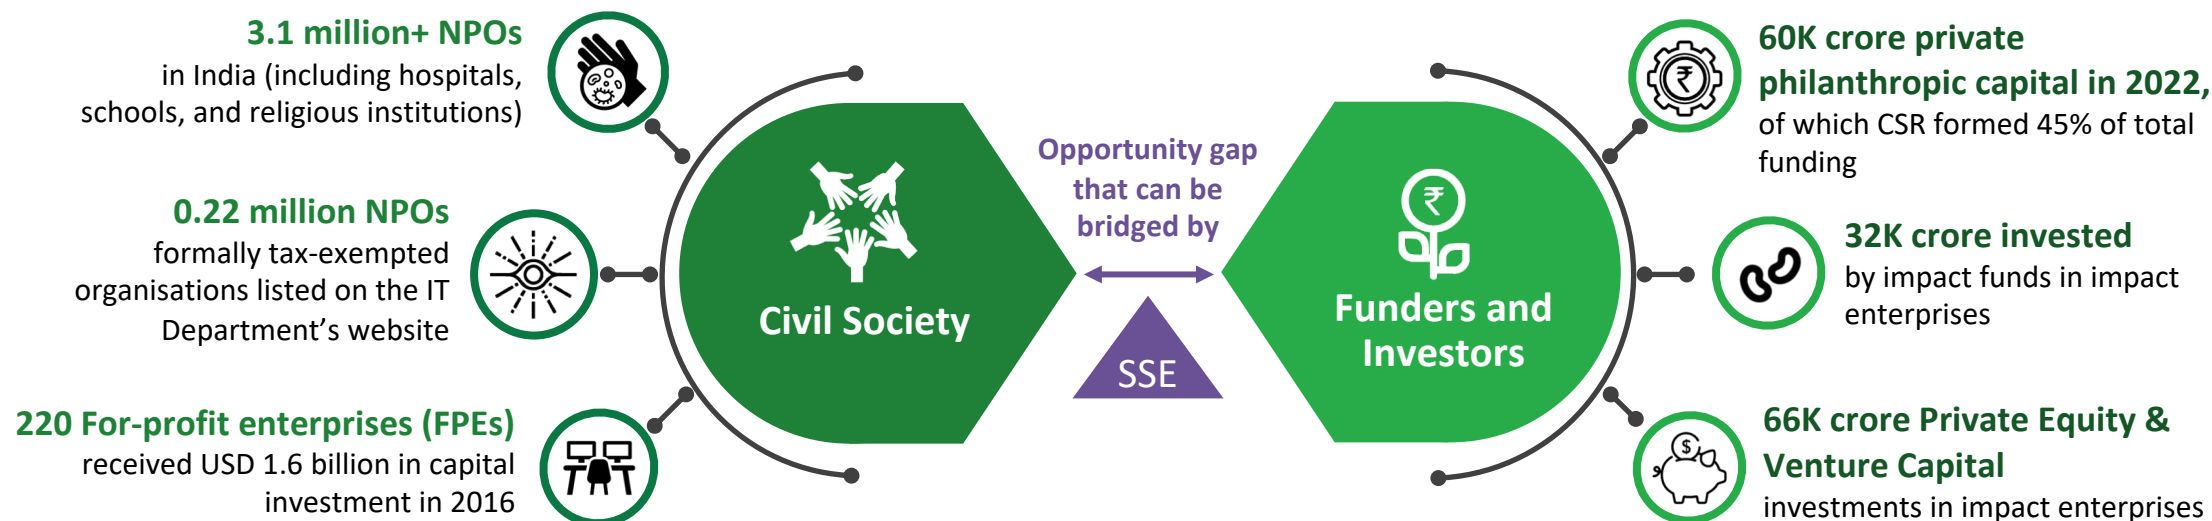 3.1 million+ NPOs
in India (including hospitals,
schools, and religious institutions)
0.22 million NPOs
formally tax-exempted
organisations listed on the IT
Department's website
220 For-profit enterprises (FPEs)
received USD 1.6 billion in capital
investment in 2016
Civil Society
Opportunity gap
that can be
bridged by
SSE
₹
Funders and
Investors
₹
60K crore private
philanthropic capital in 2022,
of which CSR formed 45% of total
funding
32K crore invested
by impact funds in impact
enterprises
$
66K crore Private Equity &
Venture Capital
investments in impact enterprises